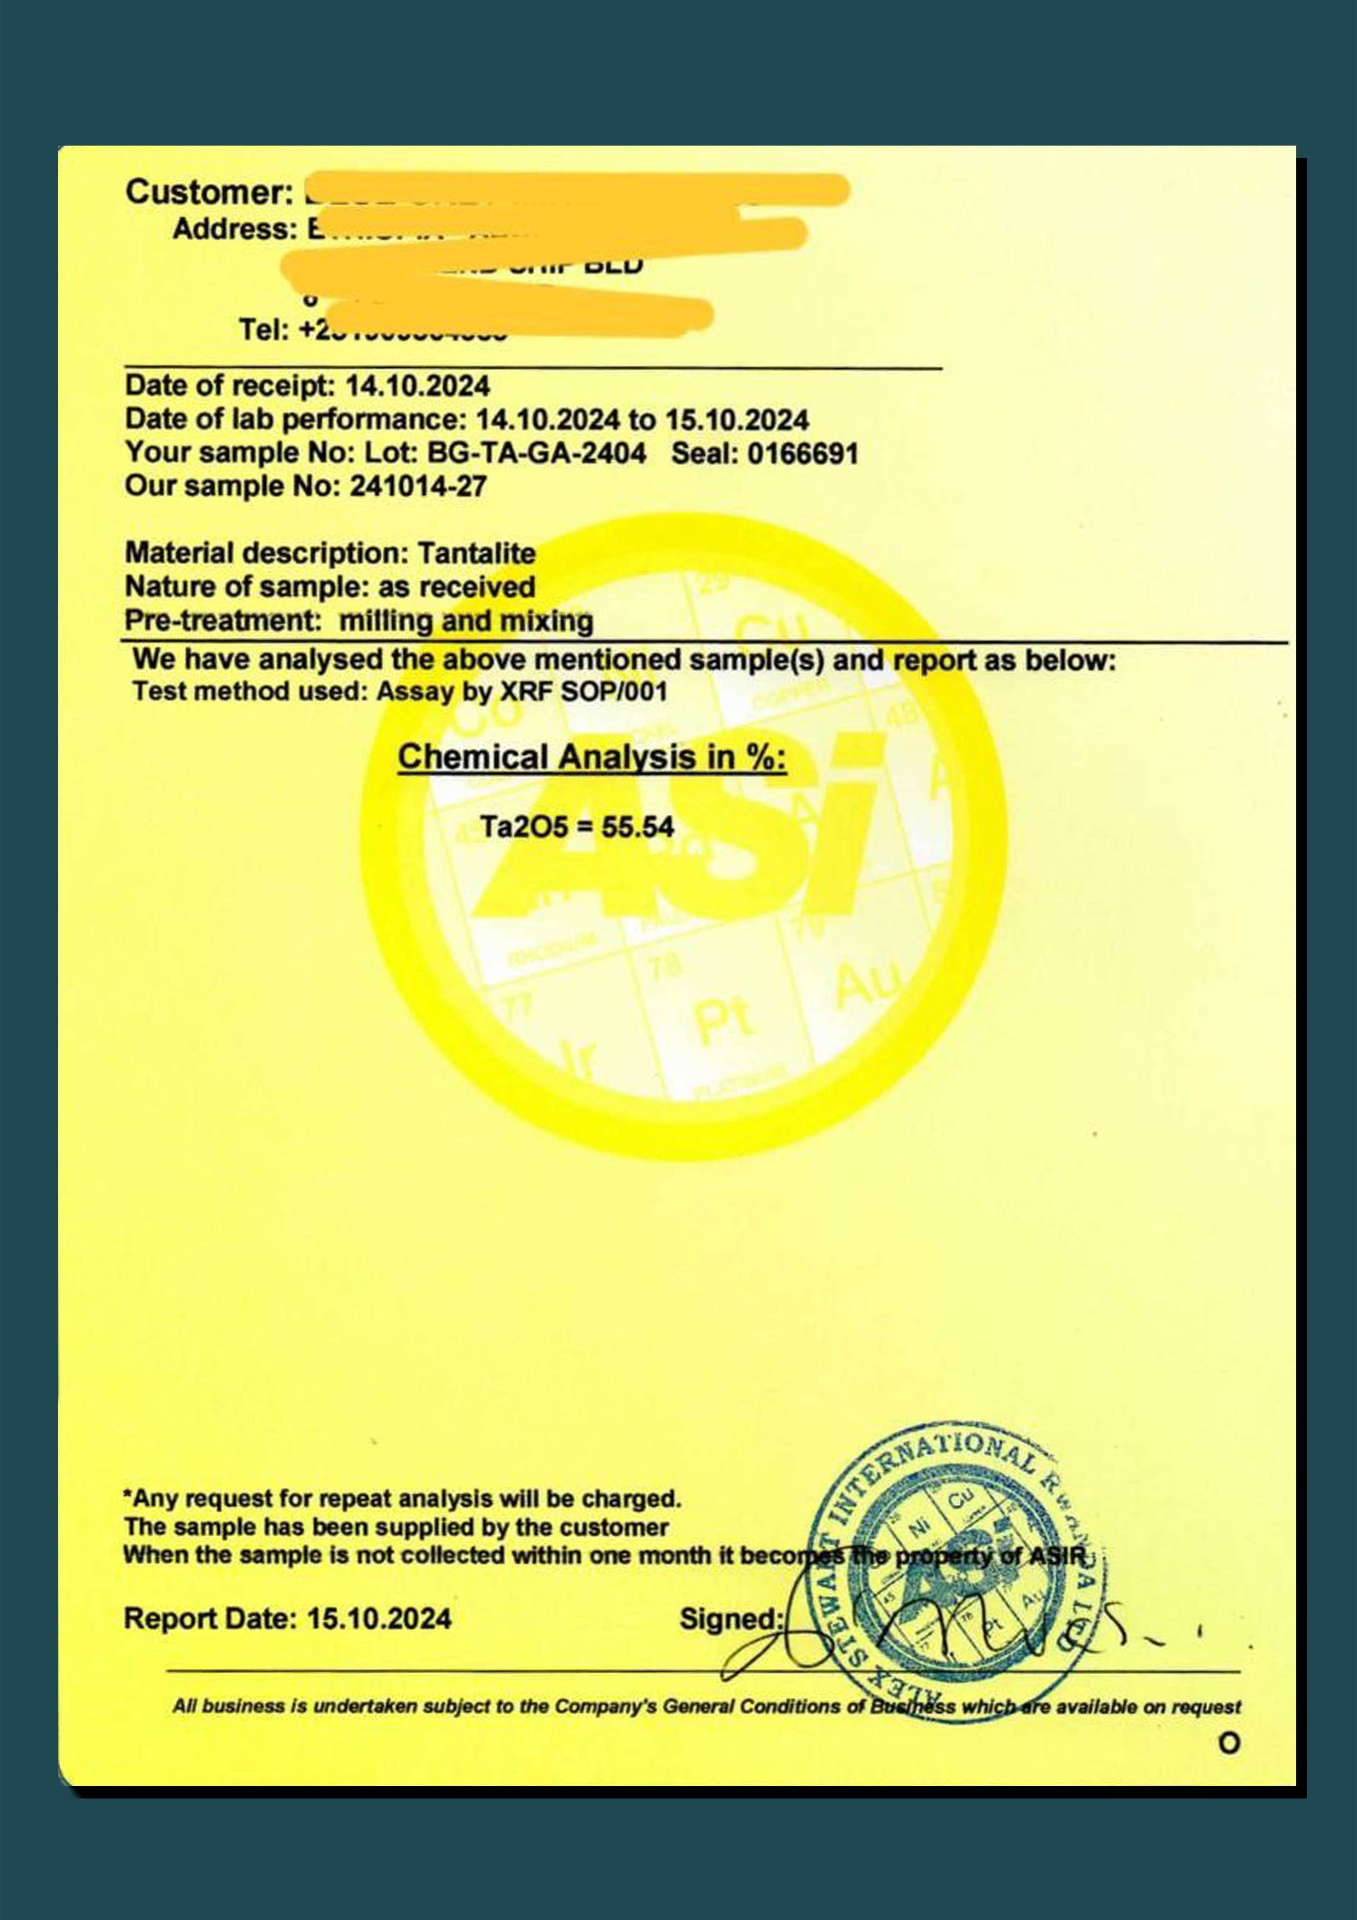 Customer:
Address:
SHIP BLD
Tel:
Date of receipt: 14.10.2024
Date of lab performance: 14.10.2024 to 15.10.2024
Your sample No: Lot: BG-TA-GA-2404 Seal: 0166691
Our sample No: 241014-27
Material description: Tantalite
Nature of sample: as received
Pre-treatment: milling and mixing
We have analysed the above mentioned sample(s) and report as below:
Test method used: Assay by XRF SOP/001
Chemical Analysis in %:
Ta2O5 = 55.54
29
Cu
COPPER
Co
48
ASi
RHODIUM
79
78
Au
77
Pt
Ir
PLATINUM
*Any request for repeat analysis will be charged.
The sample has been supplied by the customer
When the sample is not collected within one month it becomes the property of ASIR
Report Date: 15.10.2024 Signed:
ALEX STEWART INTERNATIONAL RWANDA LTD
Cu
Ni
ASi
45
Au
78
Pt
All business is undertaken subject to the Company's General Conditions of Business which are available on request
O